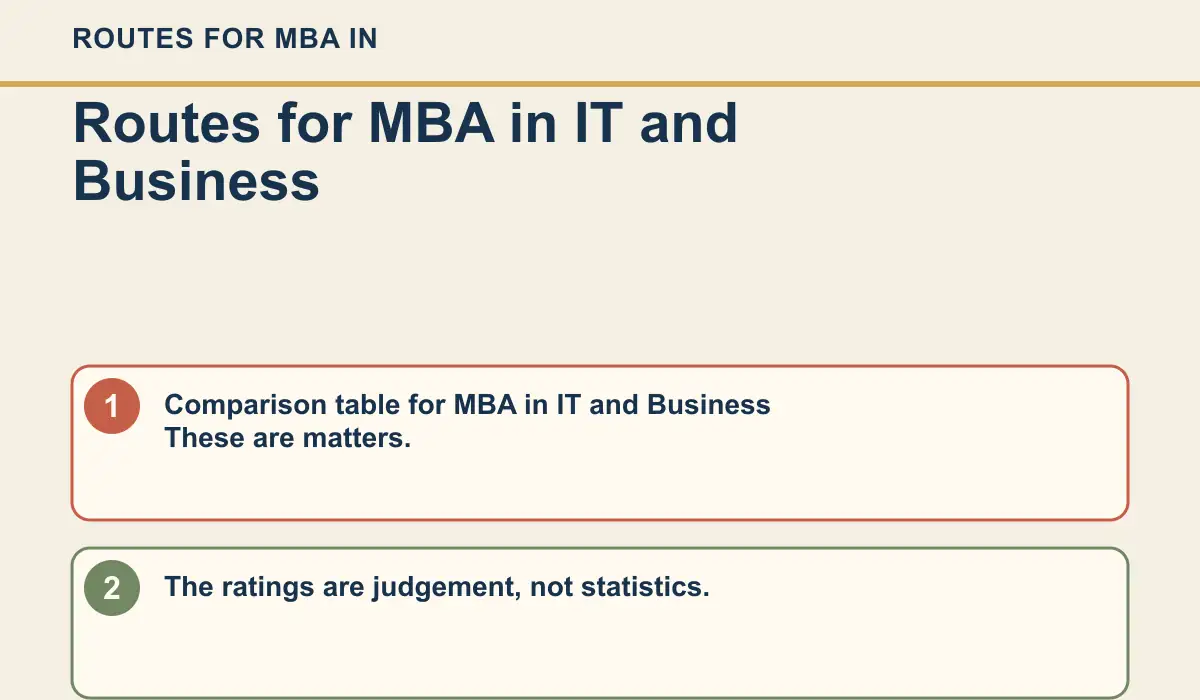 ROUTES FOR MBA IN
Routes for MBA in IT and
Business
1
Comparison table for MBA in IT and Business
These are matters.
2
The ratings are judgement, not statistics.